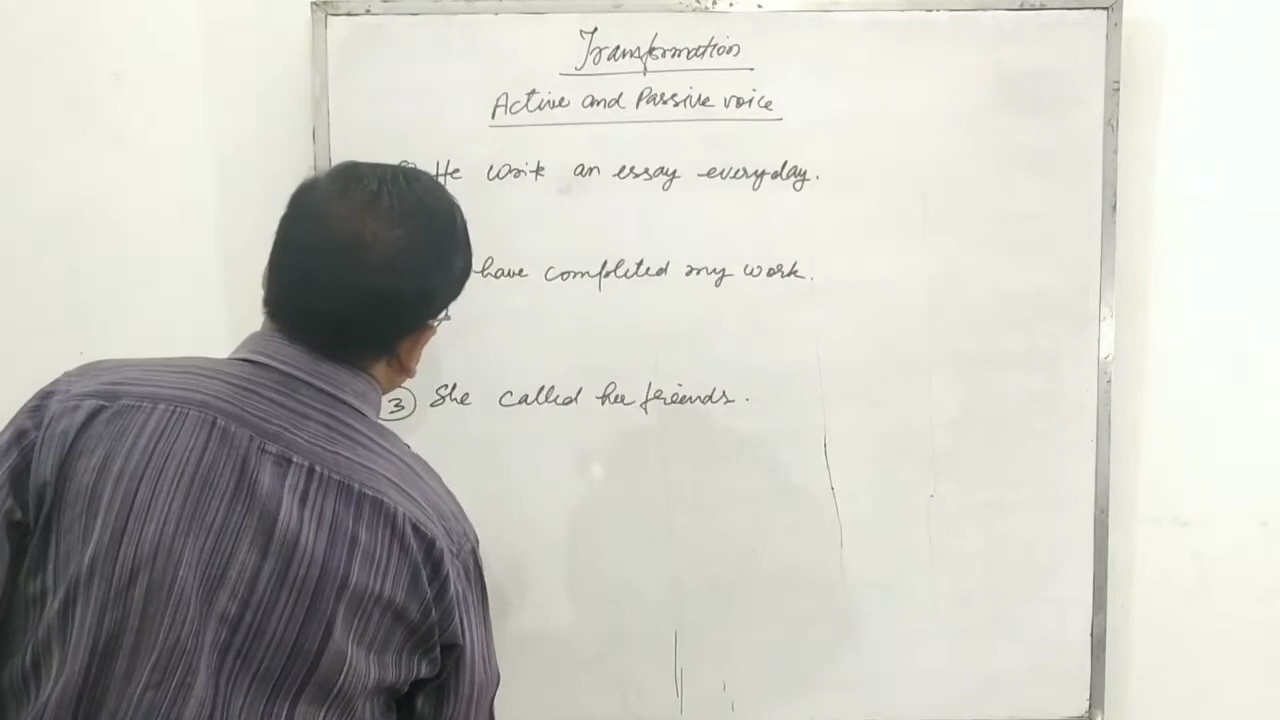 Transformation
Active and Passive voice
He write an essay everyday.
have completed my work.
③ She called her friends.